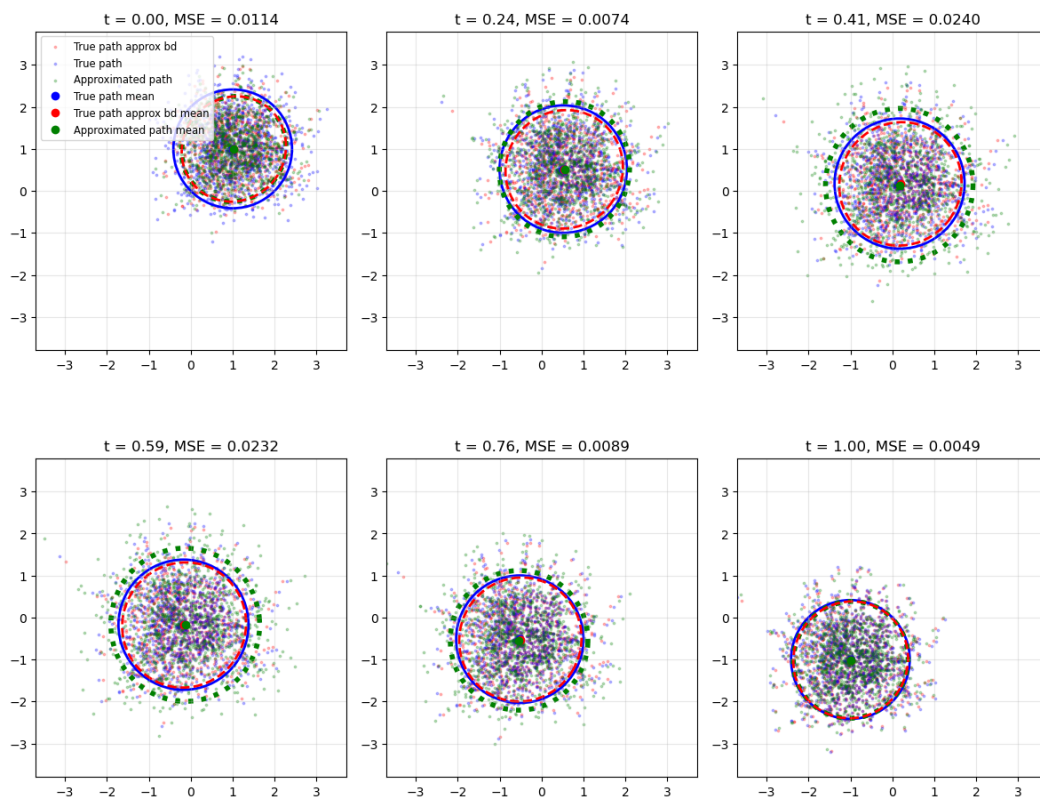 t = 0.00, MSE = 0.0114
True path approx bd
True path
Approximated path
True path mean
True path approx bd mean
Approximated path mean
3
2
1
0
−1
−2
−3
−3 −2 −1 0 1 2 3
t = 0.24, MSE = 0.0074
3
2
1
0
−1
−2
−3
−3 −2 −1 0 1 2 3
t = 0.41, MSE = 0.0240
3
2
1
0
−1
−2
−3
−3 −2 −1 0 1 2 3
t = 0.59, MSE = 0.0232
3
2
1
0
−1
−2
−3
−3 −2 −1 0 1 2 3
t = 0.76, MSE = 0.0089
3
2
1
0
−1
−2
−3
−3 −2 −1 0 1 2 3
t = 1.00, MSE = 0.0049
3
2
1
0
−1
−2
−3
−3 −2 −1 0 1 2 3